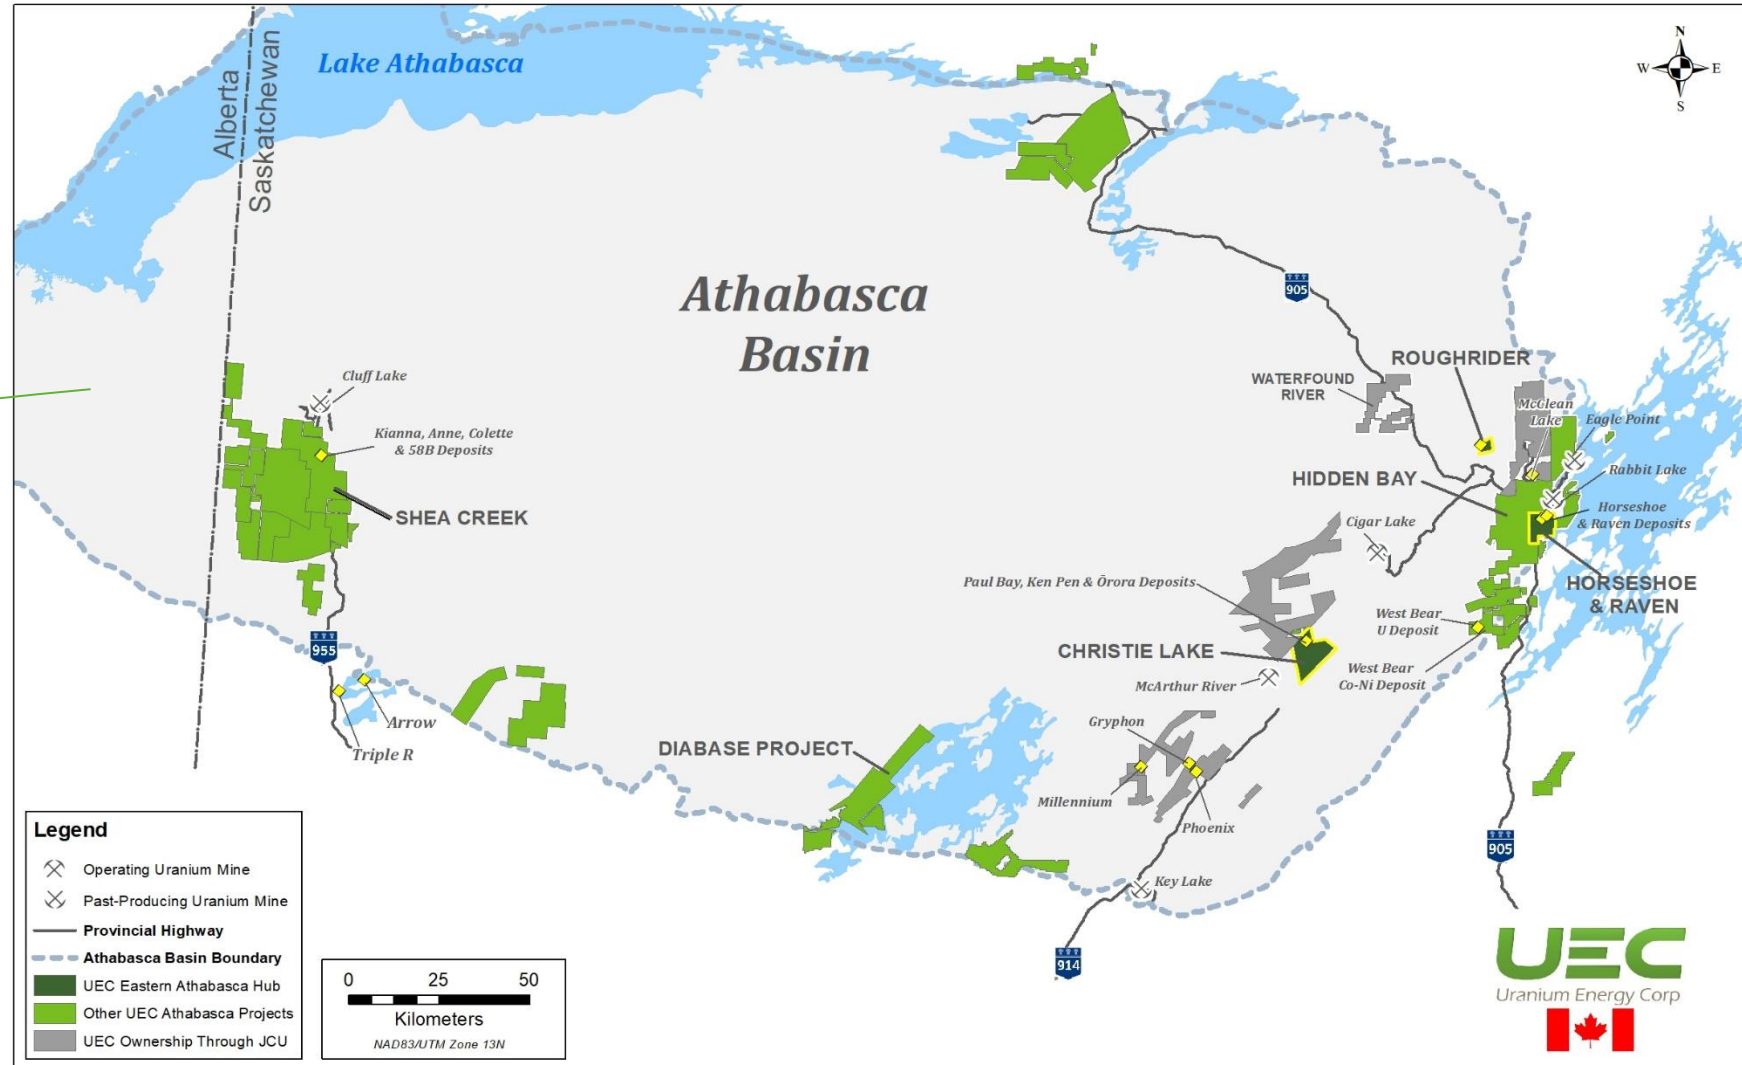 Lake Athabasca
Alberta
Saskatchewan
N
W
E
S
Athabasca
Basin
905
ROUGHRIDER
WATERFOUND
RIVER
McClean
Lake
Eagle Point
Rabbit Lake
HIDDEN BAY
Horseshoe
& Raven Deposits
Cigar Lake
HORSESHOE
& RAVEN
Cluff Lake
Kianna, Anne, Colette
& 58B Deposits
SHEA CREEK
Paul Bay, Ken Pen & Ōrora Deposits
West Bear
U Deposit
CHRISTIE LAKE
West Bear
Co-Ni Deposit
McArthur River
955
Arrow
Triple R
Gryphon
DIABASE PROJECT
Millennium
Phoenix
905
Key Lake
914
Legend
Operating Uranium Mine
Past-Producing Uranium Mine
Provincial Highway
Athabasca Basin Boundary
UEC Eastern Athabasca Hub
Other UEC Athabasca Projects
UEC Ownership Through JCU
0 25 50
Kilometers
NAD83/UTM Zone 13N
UEC
Uranium Energy Corp